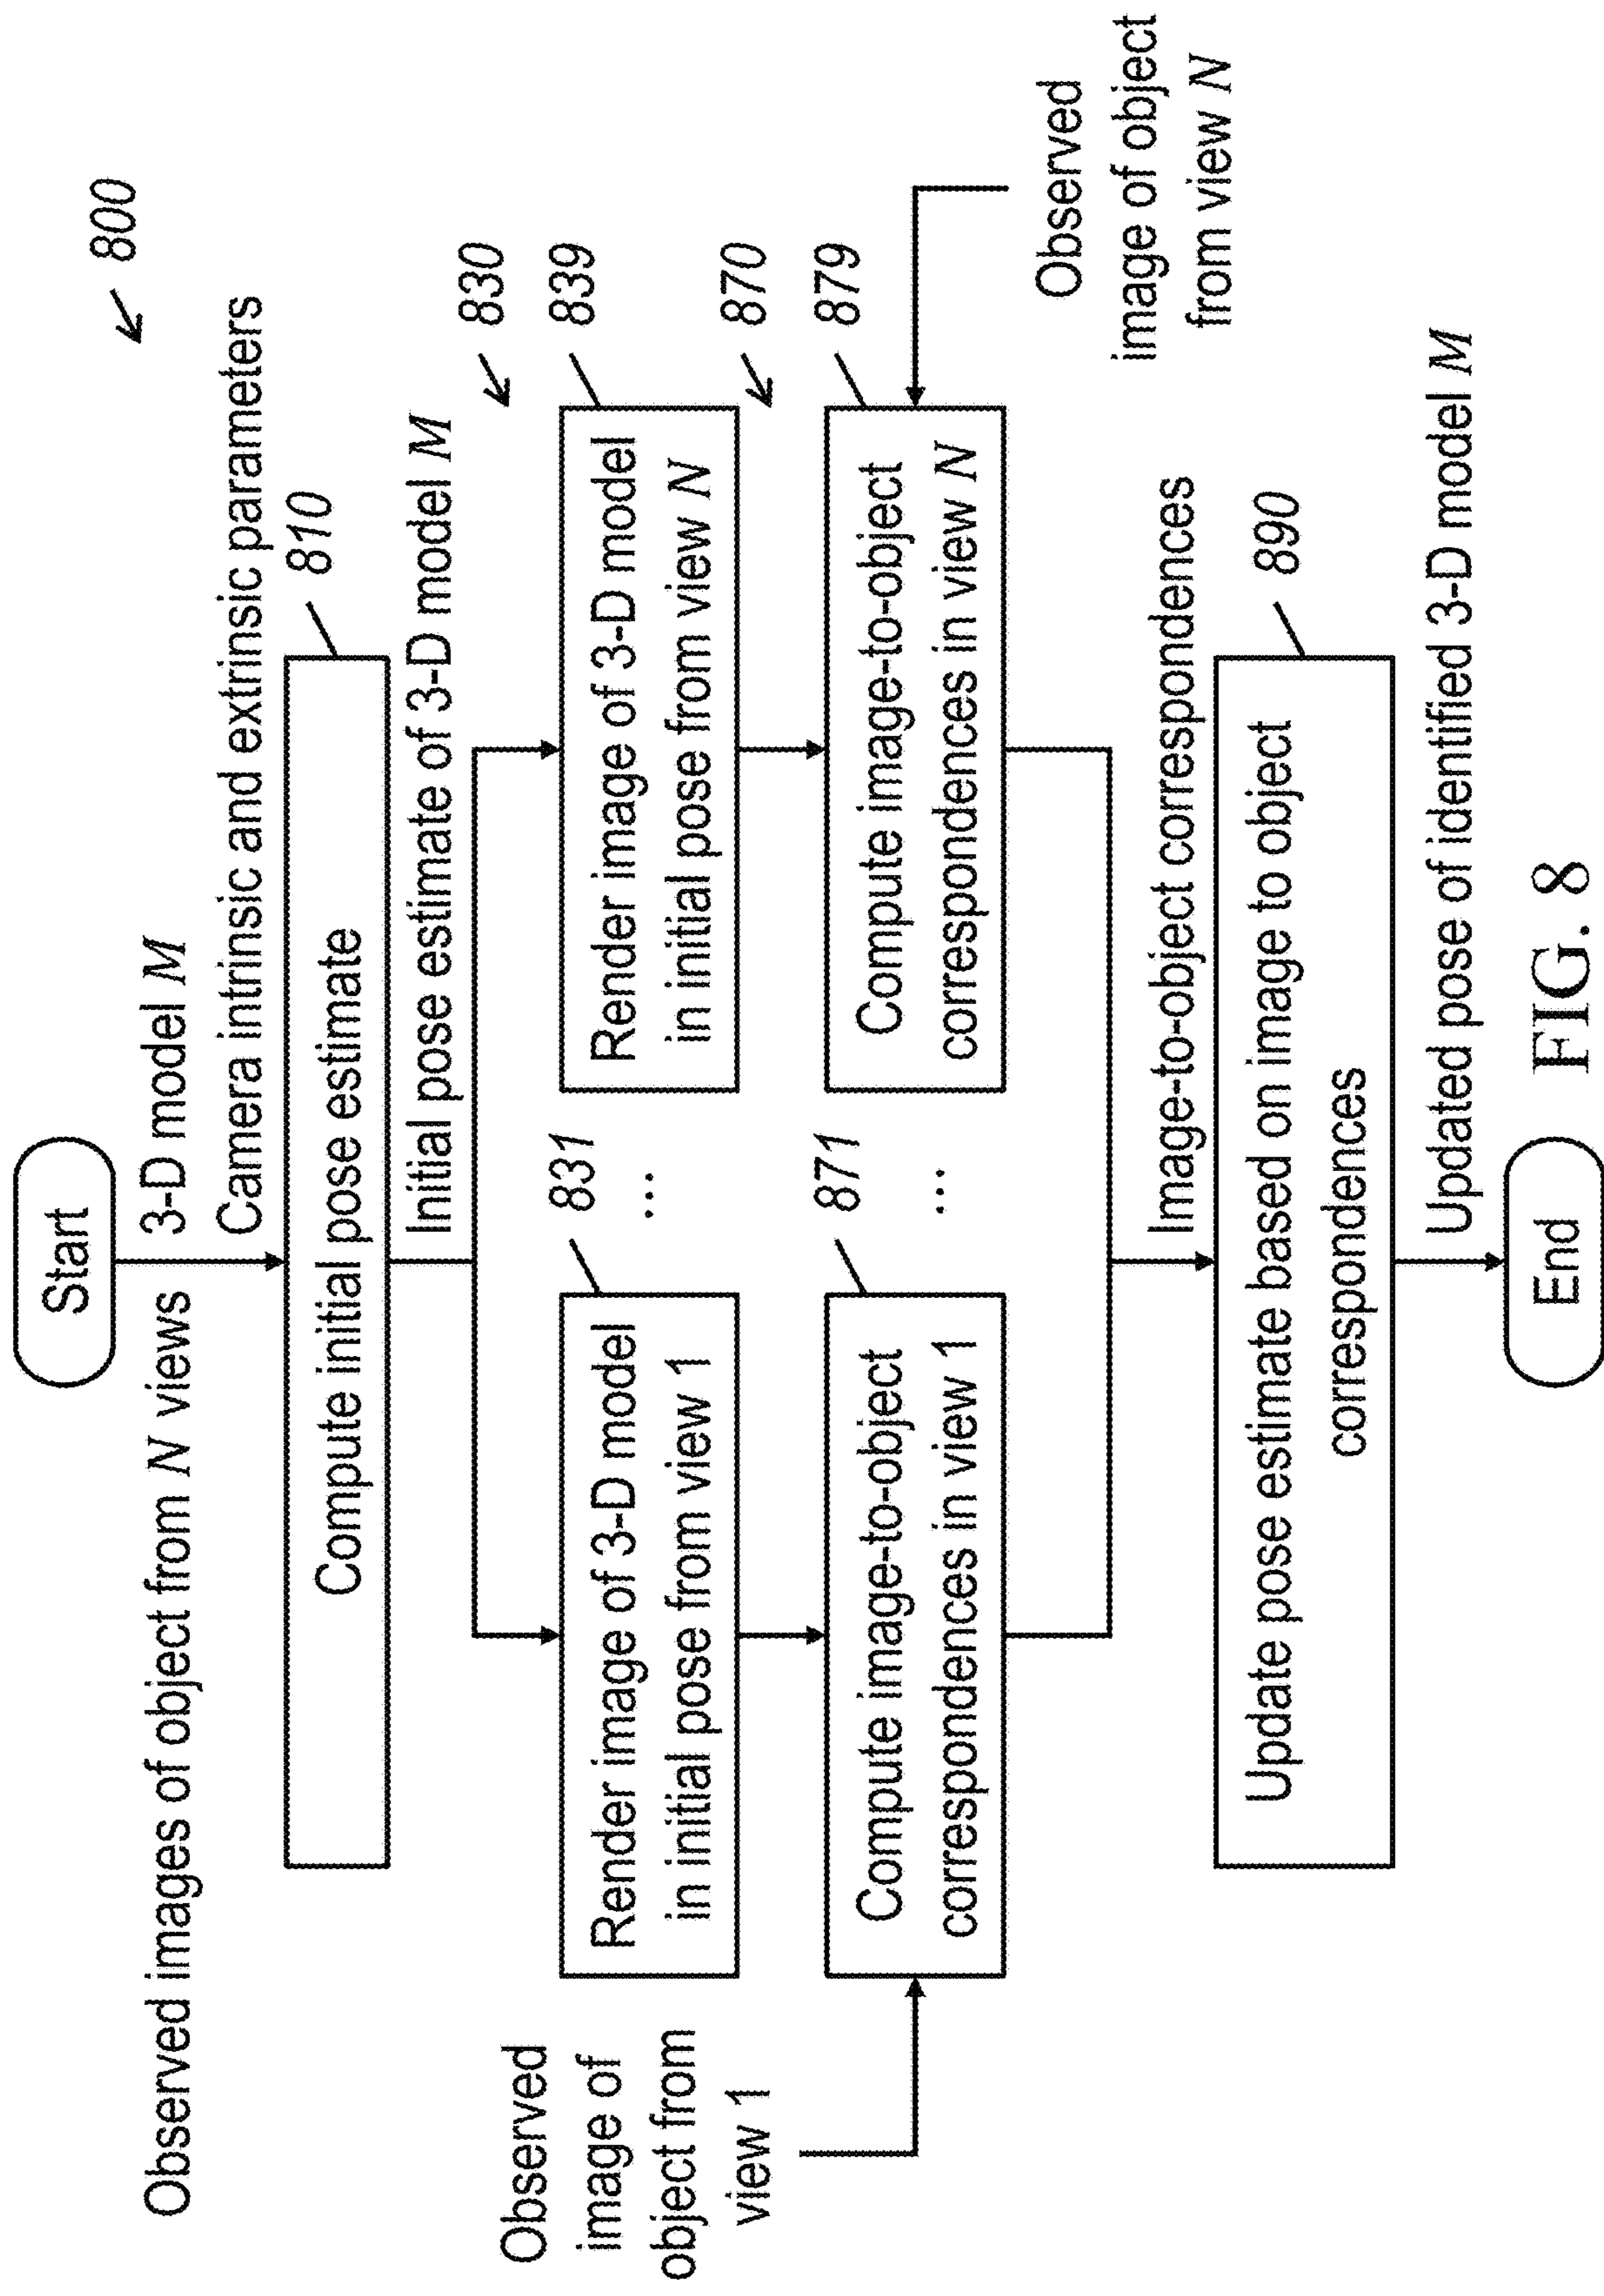 800
Start
Observed images of object from N views
3-D model M
Camera intrinsic and extrinsic parameters
810
Compute initial pose estimate
Initial pose estimate of 3-D model M
830
831
839
Render image of 3-D model
in initial pose from view 1
...
Render image of 3-D model
in initial pose from view N
870
Observed
image of
object from
view 1
871
879
Compute image-to-object
correspondences in view 1
...
Compute image-to-object
correspondences in view N
Observed
image of object
from view N
Image-to-object correspondences
890
Update pose estimate based on image to object
correspondences
Updated pose of identified 3-D model M
End
FIG. 8